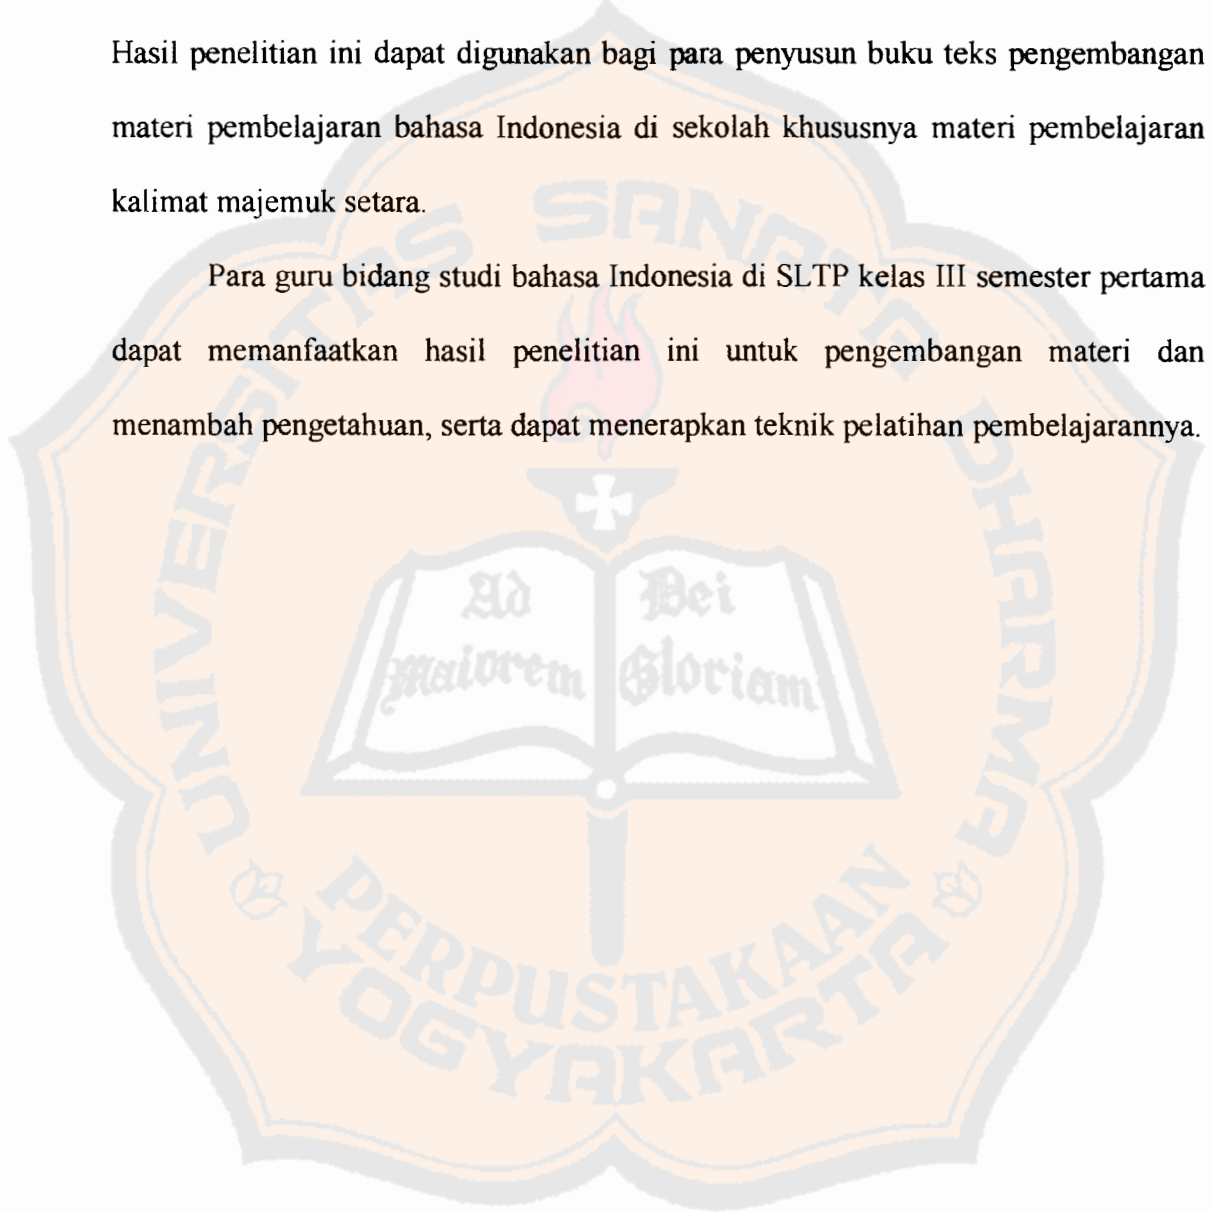 Hasil penelitian ini dapat digunakan bagi para penyusun buku teks pengembangan
materi pembelajaran bahasa Indonesia di sekolah khususnya materi pembelajaran
kalimat majemuk setara.
Para guru bidang studi bahasa Indonesia di SLTP kelas III semester pertama
dapat memanfaatkan hasil penelitian ini untuk pengembangan materi dan
menambah pengetahuan, serta dapat menerapkan teknik pelatihan pembelajarannya.
UNIVERSITAS SANATA DHARMA
Ad Dei
Maiorem Gloriam
PERPUSTAKAAN
YOGYAKARTA